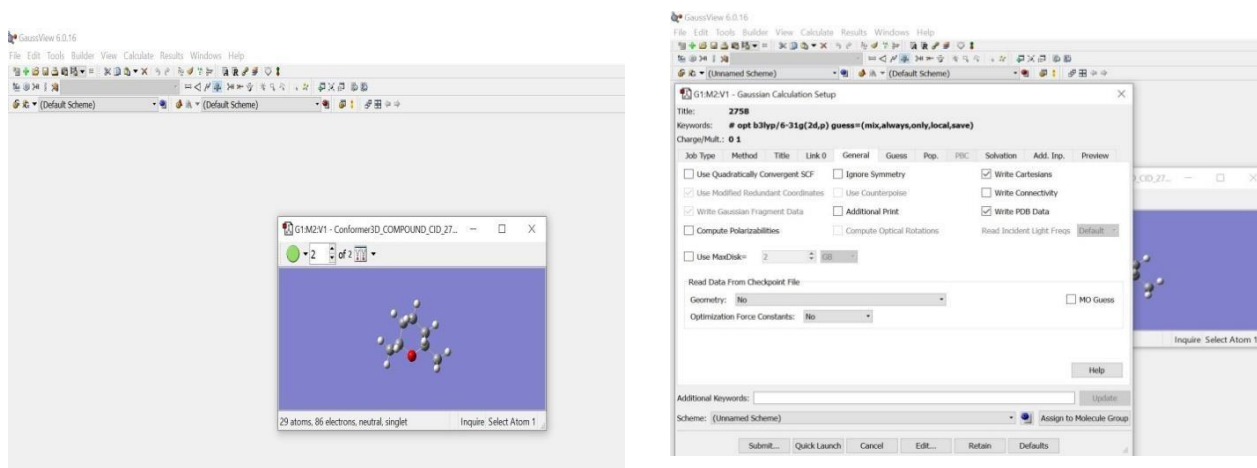 GaussView 6.0.16
File Edit Tools Builder View Calculate Results Windows Help
(Default Scheme) (Default Scheme)
G1:M2:V1 - Conformer3D_COMPOUND_CID_27...
2 of 2
29 atoms, 86 electrons, neutral, singlet Inquire Select Atom 1
GaussView 6.0.16
File Edit Tools Builder View Calculate Results Windows Help
(Unnamed Scheme) (Default Scheme)
G1:M2:V1 - Gaussian Calculation Setup
Title: 2758
Keywords: # opt b3lyp/6-31g(2d,p) guess=(mix,always,only,local,save)
Charge/Mult.: 0 1
Job Type Method Title Link 0 General Guess Pop. PBC Solvation Add. Inp. Preview
Use Quadratically Convergent SCF Ignore Symmetry Write Cartesians
Use Modified Redundant Coordinates Use Counterpoise Write Connectivity
Write Gaussian Fragment Data Additional Print Write PDB Data
Compute Polarizabilities Compute Optical Rotations Read Incident Light Freqs Default
Use MaxDisk= 2 GB
Read Data From Checkpoint File
Geometry: No MO Guess
Optimization Force Constants: No
Help
Additional Keywords: Update
Scheme: (Unnamed Scheme) Assign to Molecule Group
Submit... Quick Launch Cancel Edit... Retain Defaults
_CID_27...
Inquire Select Atom 1